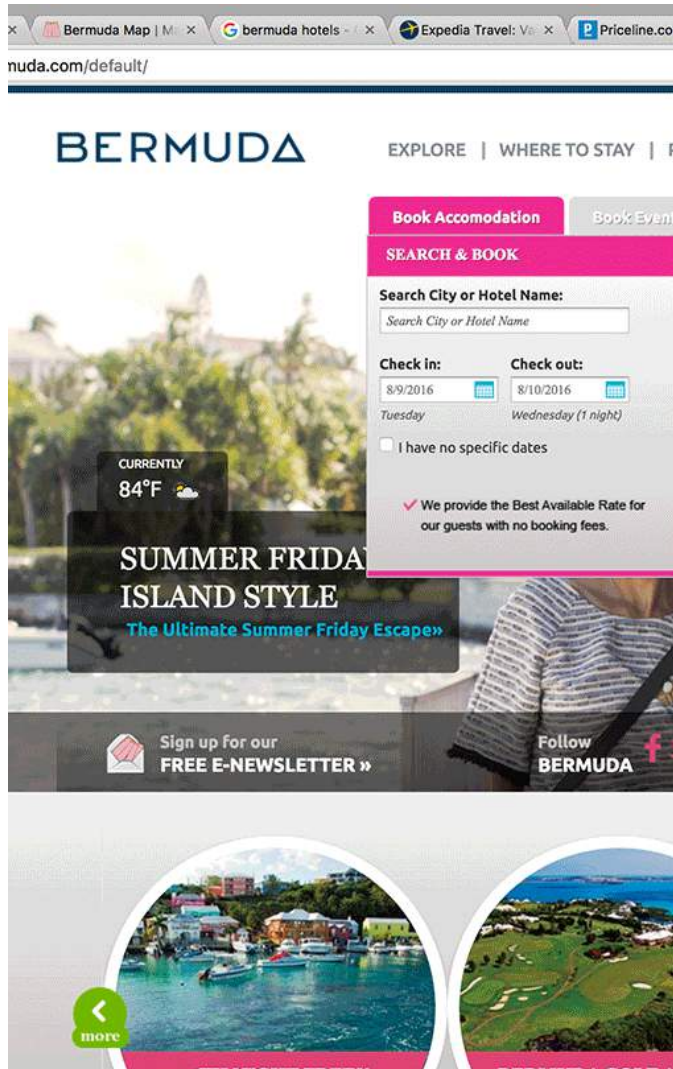 Bermuda Map | M
bermuda hotels -
Expedia Travel: Va
Priceline.co
muda.com/default/
BERMUDA
EXPLORE | WHERE TO STAY |
Book Accomodation
Book Event
SEARCH & BOOK
Search City or Hotel Name:
Search City or Hotel Name
Check in:
Check out:
8/9/2016
8/10/2016
Tuesday
Wednesday (1 night)
I have no specific dates
We provide the Best Available Rate for
our guests with no booking fees.
CURRENTLY
84°F
SUMMER FRIDA
ISLAND STYLE
The Ultimate Summer Friday Escape»
Sign up for our
FREE E-NEWSLETTER »
Follow
BERMUDA
f
more